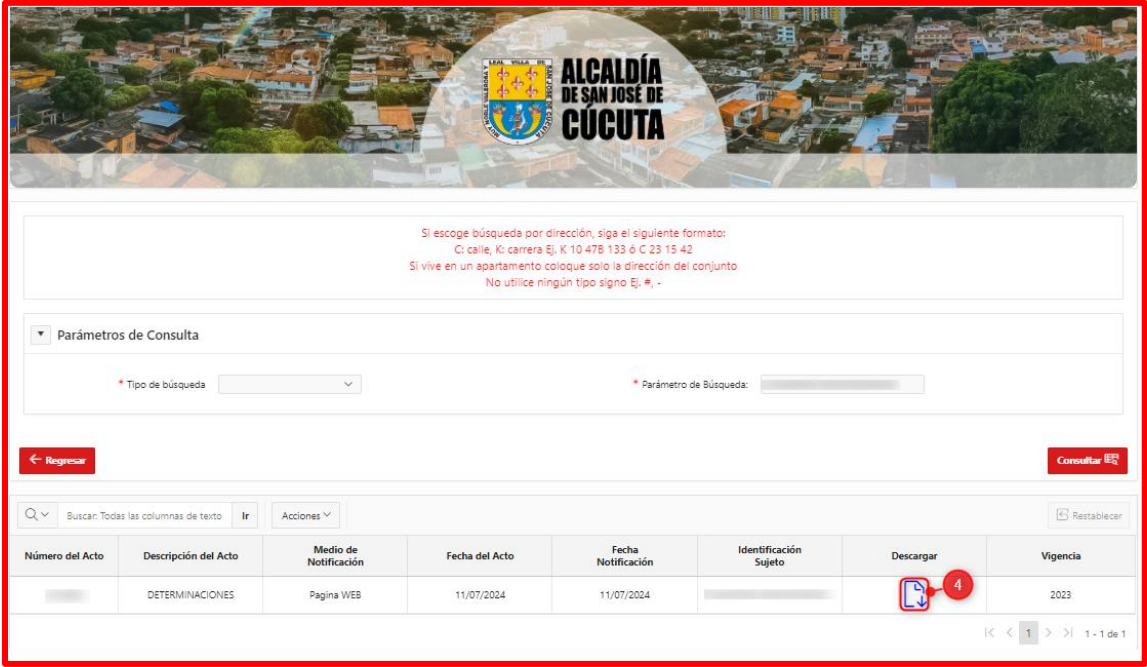 ALCALDÍA
DE SAN JOSÉ DE
CÚCUTA
Si escoge búsqueda por dirección, siga el siguiente formato:
C: calle, K: carrera Ej. K 10 47B 133 ó C 23 15 42
Si vive en un apartamento coloque solo la dirección del conjunto
No utilice ningún tipo signo Ej. #, -
Parámetros de Consulta
* Tipo de búsqueda * Parámetro de Búsqueda:
Regresar Consultar
Buscar: Todas las columnas de texto Ir Acciones Restablecer
Número del Acto Descripción del Acto Medio de Notificación Fecha del Acto Fecha Notificación Identificación Sujeto Descargar Vigencia
DETERMINACIONES Pagina WEB 11/07/2024 11/07/2024 4 2023
1 1 - 1 de 1